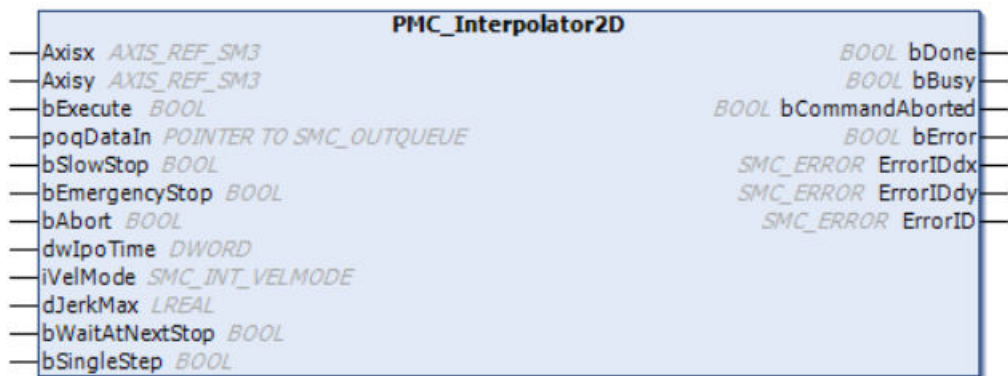 PMC_Interpolator2D
Axisx AXIS_REF_SM3 BOOL bDone
Axisy AXIS_REF_SM3 BOOL bBusy
bExecute BOOL BOOL bCommandAborted
poqDataIn POINTER TO SMC_OUTQUEUE BOOL bError
bSlowStop BOOL SMC_ERROR ErrorIDdx
bEmergencyStop BOOL SMC_ERROR ErrorIDdy
bAbort BOOL SMC_ERROR ErrorID
dwIpoTime DWORD
iVelMode SMC_INT_VELMODE
dJerkMax LREAL
bWaitAtNextStop BOOL
bSingleStep BOOL